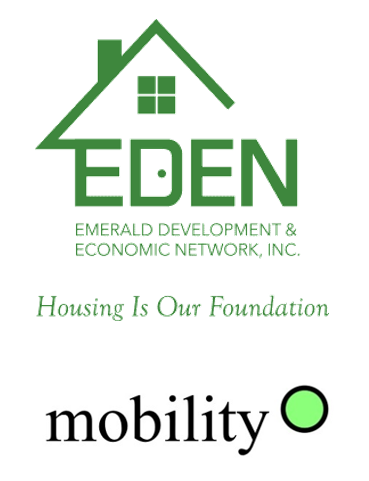 EDEN
EMERALD DEVELOPMENT &
ECONOMIC NETWORK, INC.
Housing Is Our Foundation
mobility